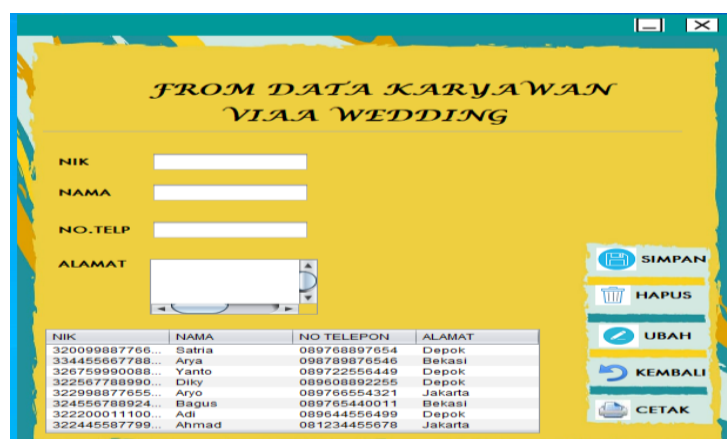 FROM DATA KARYAWAN
VIAA WEDDING
NIK
NAMA
NO.TELP
ALAMAT
SIMPAN
HAPUS
UBAH
KEMBALI
CETAK
NIK NAMA NO TELEPON ALAMAT
320099887766... Satria 089768897654 Depok
334455667788... Arya 098789876546 Bekasi
326759990088... Yanto 089722556449 Depok
322567788990... Diky 089608892255 Depok
322998877655... Aryo 089766554321 Jakarta
324556788924... Bagus 089765440011 Bekasi
322200011100... Adi 089644556499 Depok
322445587799... Ahmad 081234455678 Jakarta